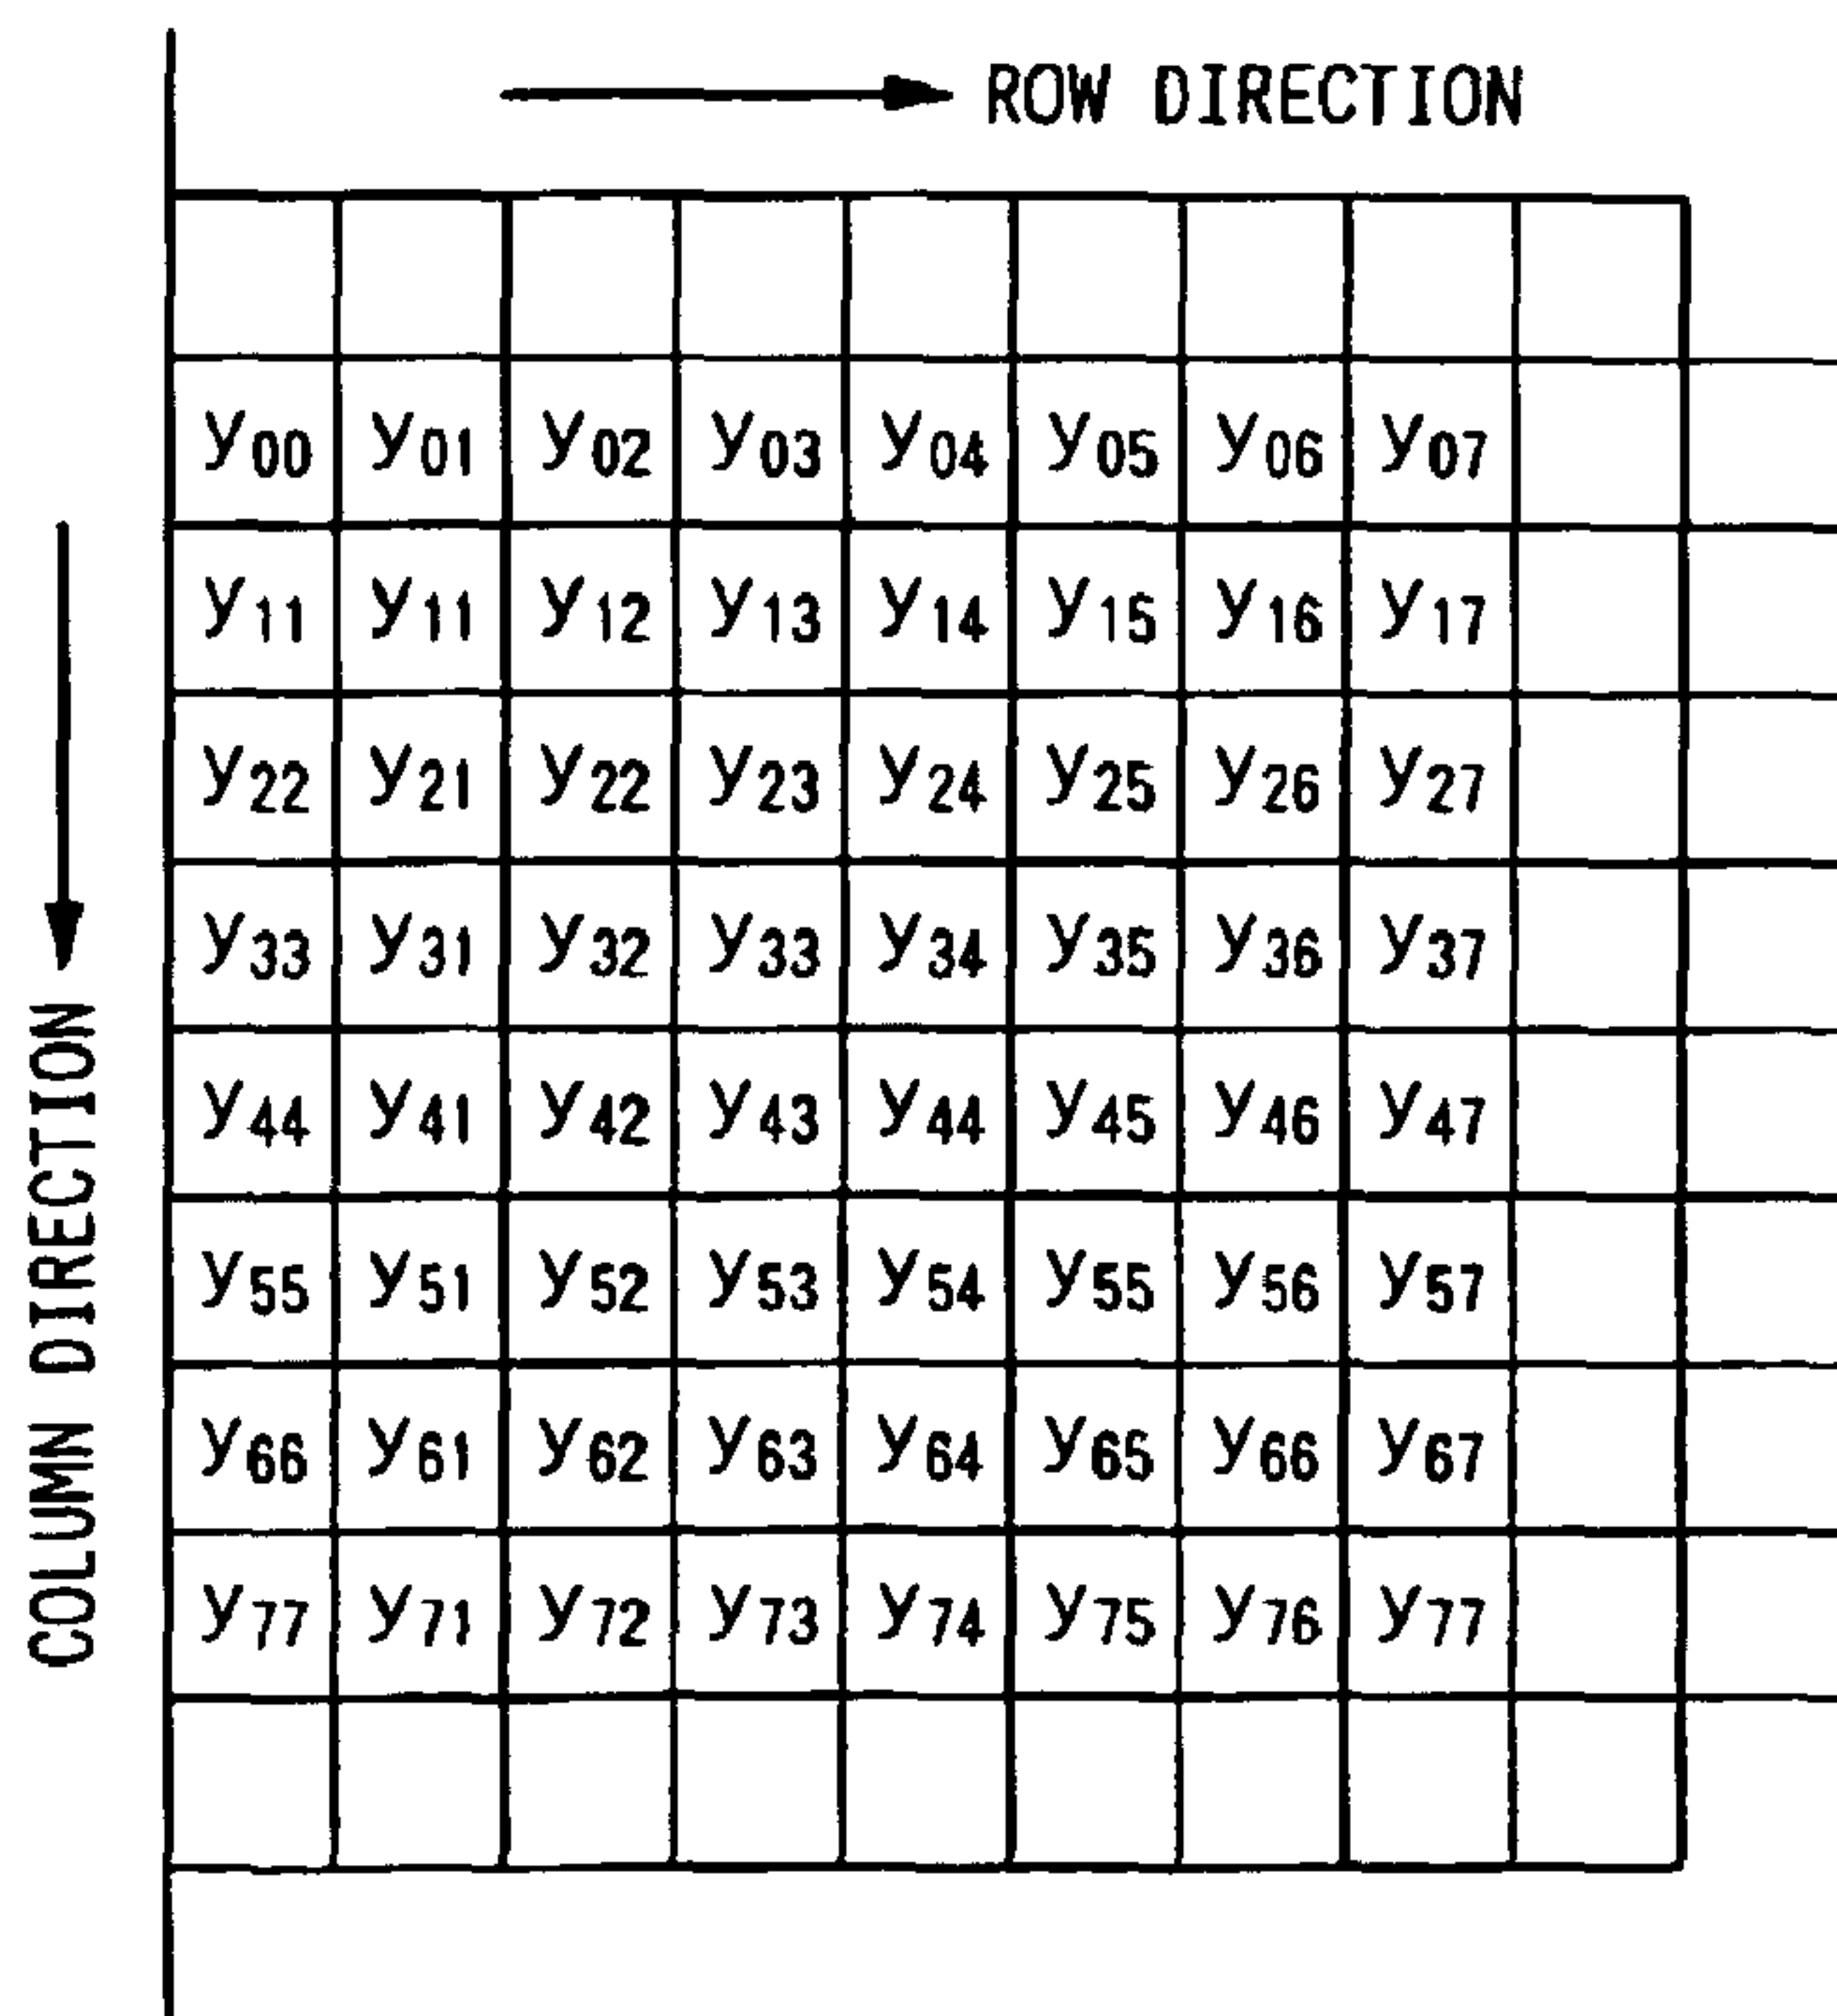 ROW DIRECTION
y00 y01 y02 y03 y04 y05 y06 y07
y11 y11 y12 y13 y14 y15 y16 y17
y22 y21 y22 y23 y24 y25 y26 y27
y33 y31 y32 y33 y34 y35 y36 y37
y44 y41 y42 y43 y44 y45 y46 y47
y55 y51 y52 y53 y54 y55 y56 y57
y66 y61 y62 y63 y64 y65 y66 y67
y77 y71 y72 y73 y74 y75 y76 y77
COLUMN DIRECTION